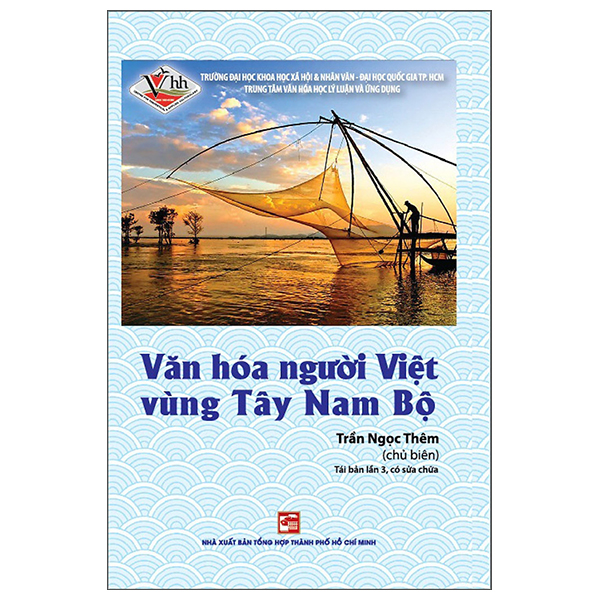 Vhh
TRƯỜNG ĐẠI HỌC KHOA HỌC XÃ HỘI & NHÂN VĂN - ĐẠI HỌC QUỐC GIA TP. HCM
TRUNG TÂM VĂN HÓA HỌC LÝ LUẬN VÀ ỨNG DỤNG
Văn hóa người Việt
vùng Tây Nam Bộ
Trần Ngọc Thêm
(chủ biên)
Tái bản lần 3, có sửa chữa
NHÀ XUẤT BẢN TỔNG HỢP THÀNH PHỐ HỒ CHÍ MINH